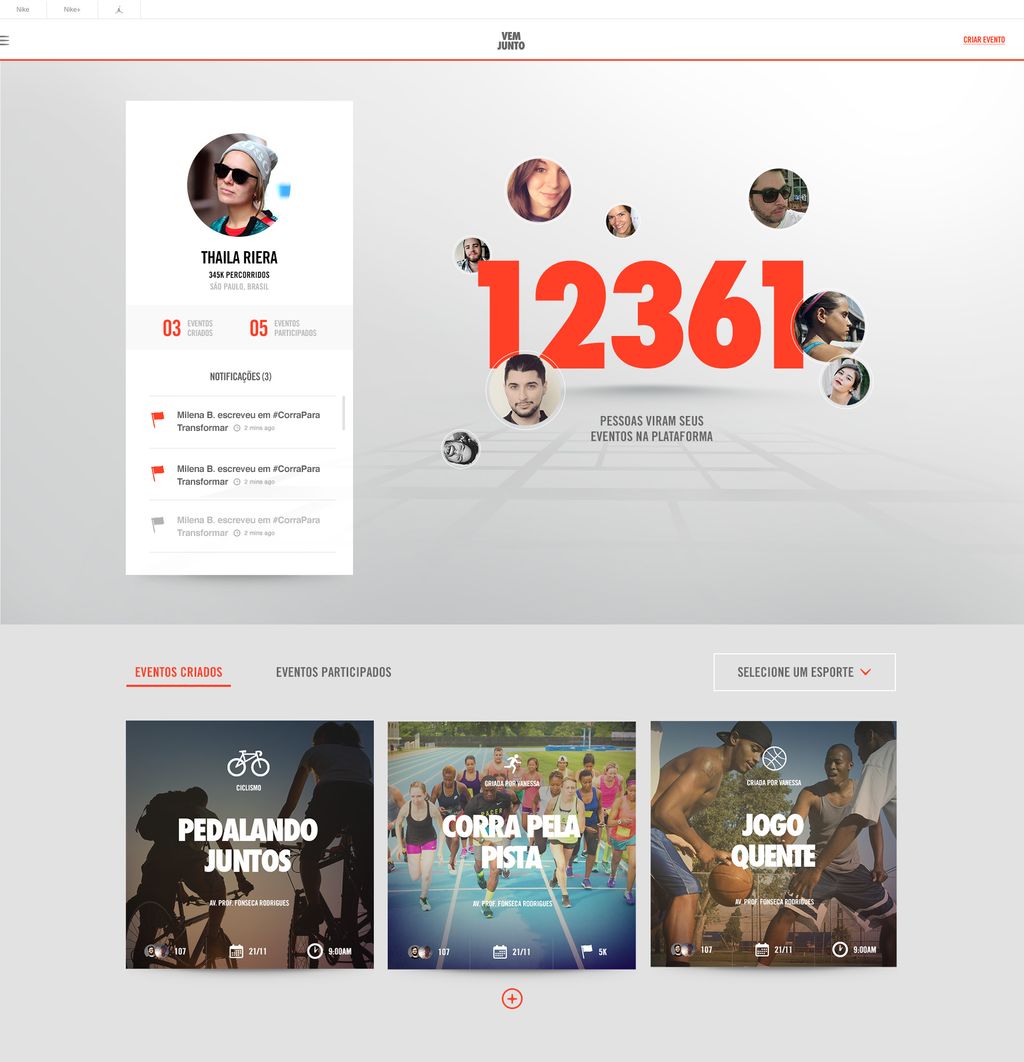 Nike
Nike+
VEM
JUNTO
CRIAR EVENTO
THAILA RIERA
345K PERCORRIDOS
SÃO PAULO, BRASIL
03 EVENTOS
CRIADOS
05 EVENTOS
PARTICIPADOS
NOTIFICAÇÕES (3)
Milena B. escreveu em #CorraPara
Transformar 2 mins ago
Milena B. escreveu em #CorraPara
Transformar 2 mins ago
Milena B. escreveu em #CorraPara
Transformar 2 mins ago
12361
PESSOAS VIRAM SEUS
EVENTOS NA PLATAFORMA
EVENTOS CRIADOS
EVENTOS PARTICIPADOS
SELECIONE UM ESPORTE
CICLISMO
PEDALANDO
JUNTOS
AV. PROF. FONSECA RODRIGUES
107
21/11
9:00AM
CRIADA POR VANESSA
CORRA PELA
PISTA
AV. PROF. FONSECA RODRIGUES
107
21/11
5K
CRIADA POR VANESSA
JOGO
QUENTE
AV. PROF. FONSECA RODRIGUES
107
21/11
9:00AM